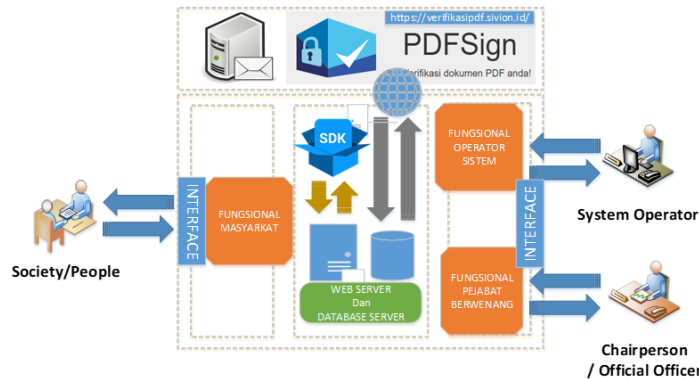 https://verifikasipdf.sivion.id/
PDFSign
erifikasi dokumen PDF anda!
SDK
FUNGSIONAL
OPERATOR
SISTEM
System Operator
INTERFACE
FUNGSIONAL
MASYARKAT
INTERFACE
Society/People
FUNGSIONAL
PEJABAT
BERWENANG
WEB SERVER
Dan
DATABASE SERVER
Chairperson
/ Official Officer